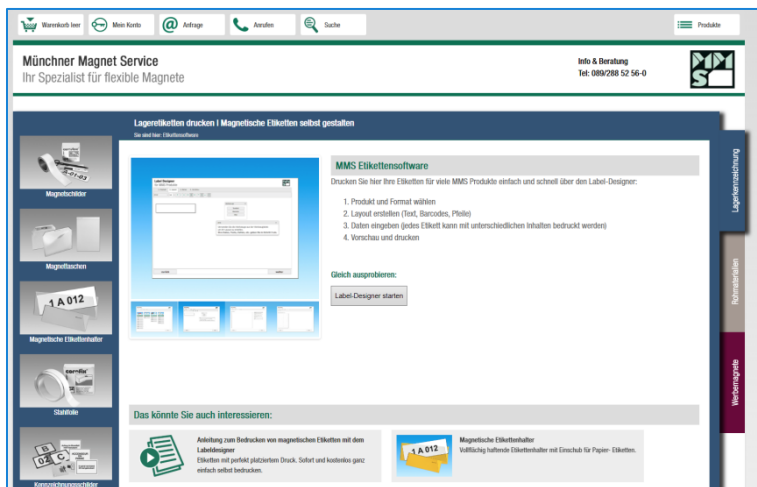 Warenkorb leer
Mein Konto
Anfrage
Anrufen
Suche
Produkte
Münchner Magnet Service
Ihr Spezialist für flexible Magnete
Info & Beratung
Tel: 089/288 52 56-0
MMS
Lageretiketten drucken I Magnetische Etiketten selbst gestalten
Sie sind hier: Etikettensoftware
Magnetschilder
Magnettaschen
1 A 012
Magnetische Etikettenhalter
Stahlfolie
Kennzeichnungsschilder
Label-Designer
MMS Etikettensoftware
Drucken Sie hier Ihre Etiketten für viele MMS Produkte einfach und schnell über den Label-Designer:
1. Produkt und Format wählen
2. Layout erstellen (Text, Barcodes, Pfeile)
3. Daten eingeben (jedes Etikett kann mit unterschiedlichen Inhalten bedruckt werden)
4. Vorschau und drucken
Gleich ausprobieren:
Label-Designer starten
Lagerkennzeichnung
Rohmaterialien
Werbemagnete
Das könnte Sie auch interessieren:
Anleitung zum Bedrucken von magnetischen Etiketten mit dem
Labeldesigner
Etiketten mit perfekt platziertem Druck. Sofort und kostenlos ganz
einfach selbst bedrucken.
1 A 012
Magnetische Etikettenhalter
Vollflächig haftende Etikettenhalter mit Einschub für Papier- Etiketten.